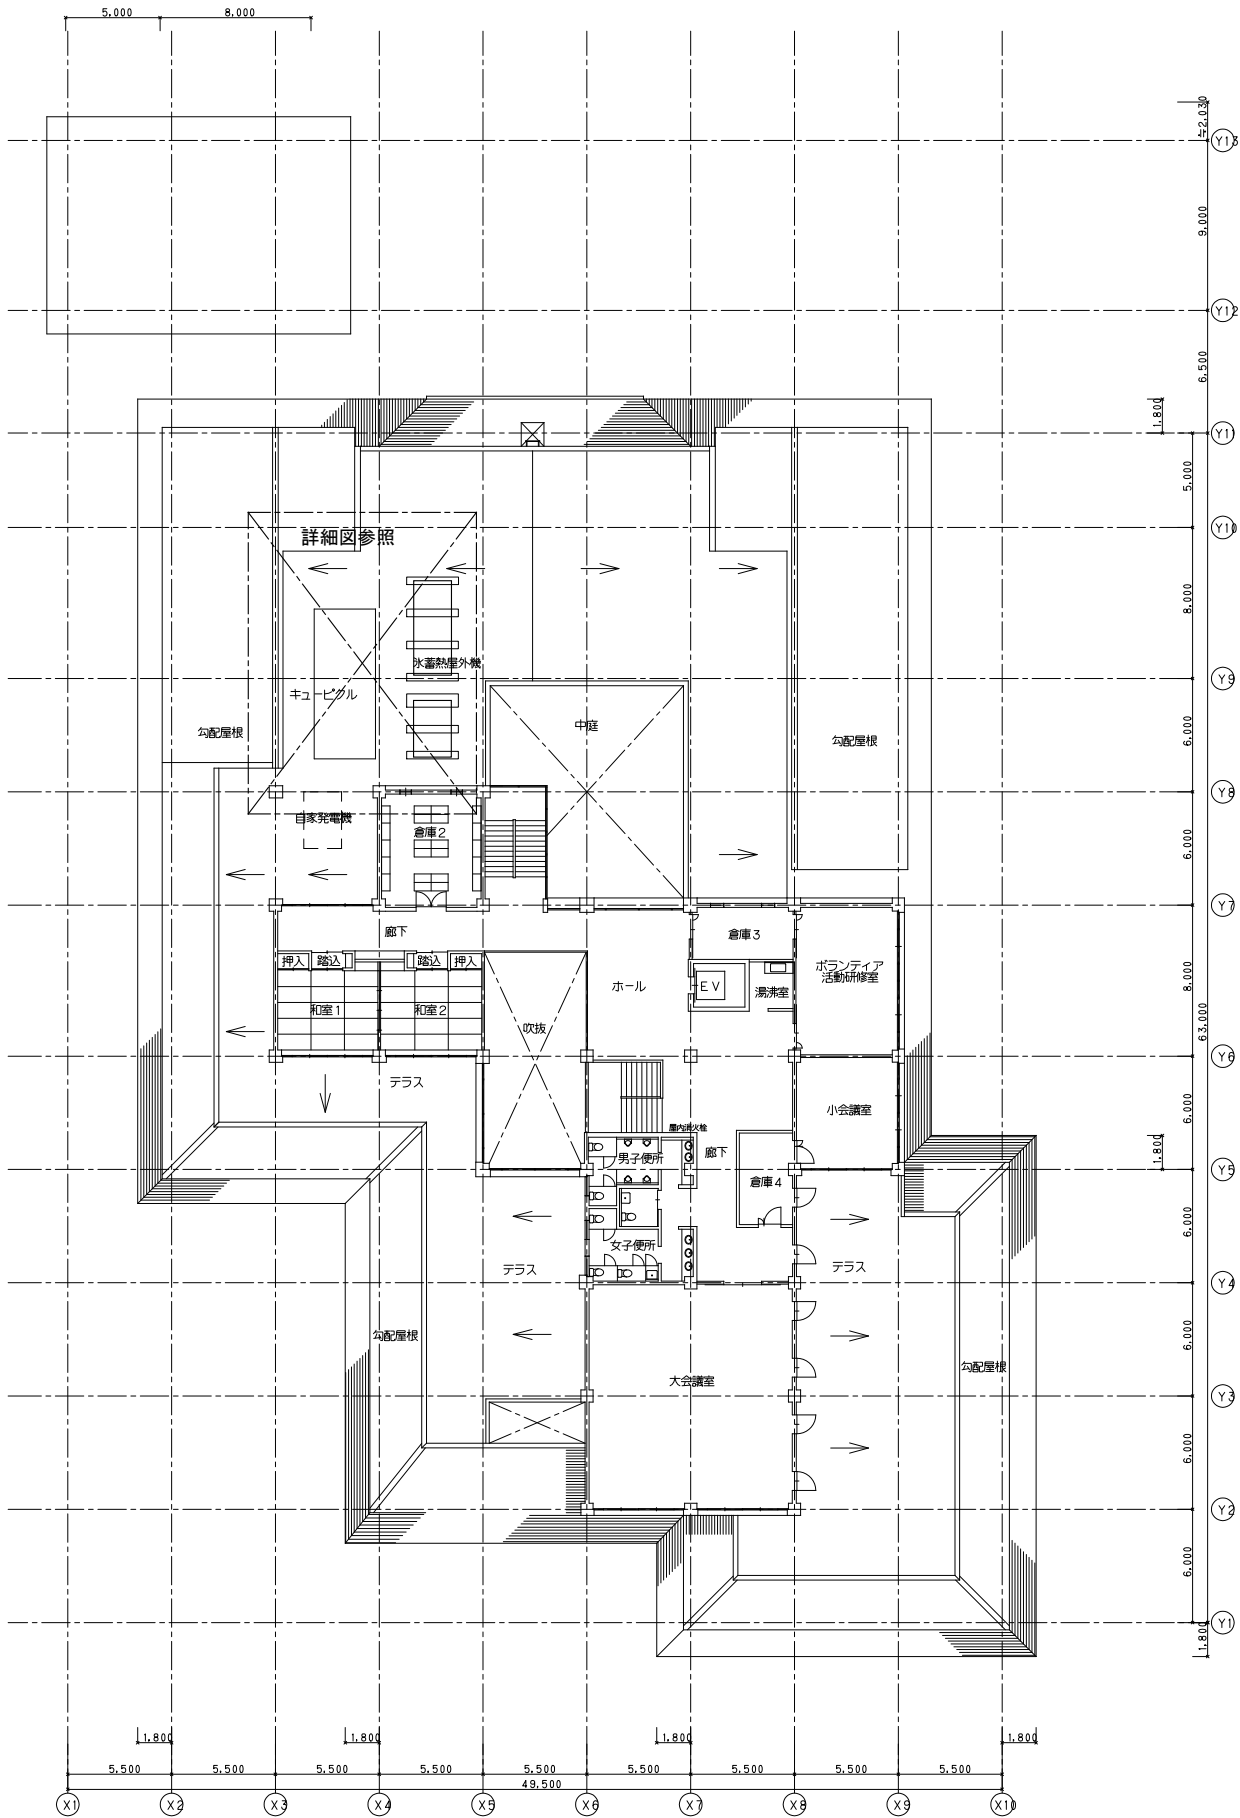 5.000 8.000
≒2.030
Y13
9.000
Y12
6.500
1.800
Y11
5.000
詳細図参照
Y10
8.000
氷蓄熱屋外機
キュービクル
Y9
中庭
勾配屋根
勾配屋根
6.000
Y8
自家発電機
倉庫2
6.000
Y7
廊下
倉庫3
押入 踏込 踏込 押入
ボランティア
活動研修室
ホール
EV
湯沸室
8.000
和室1 和室2
吹抜
63.000
Y6
テラス
小会議室
6.000
屋内消火栓
男子便所
廊下
1.800
Y5
倉庫4
6.000
女子便所
テラス
テラス
Y4
勾配屋根
6.000
勾配屋根
大会議室
Y3
6.000
Y2
6.000
Y1
1.800
1.800 1.800 1.800 1.800
5.500 5.500 5.500 5.500 5.500 5.500 5.500 5.500 5.500
49.500
X1 X2 X3 X4 X5 X6 X7 X8 X9 X10